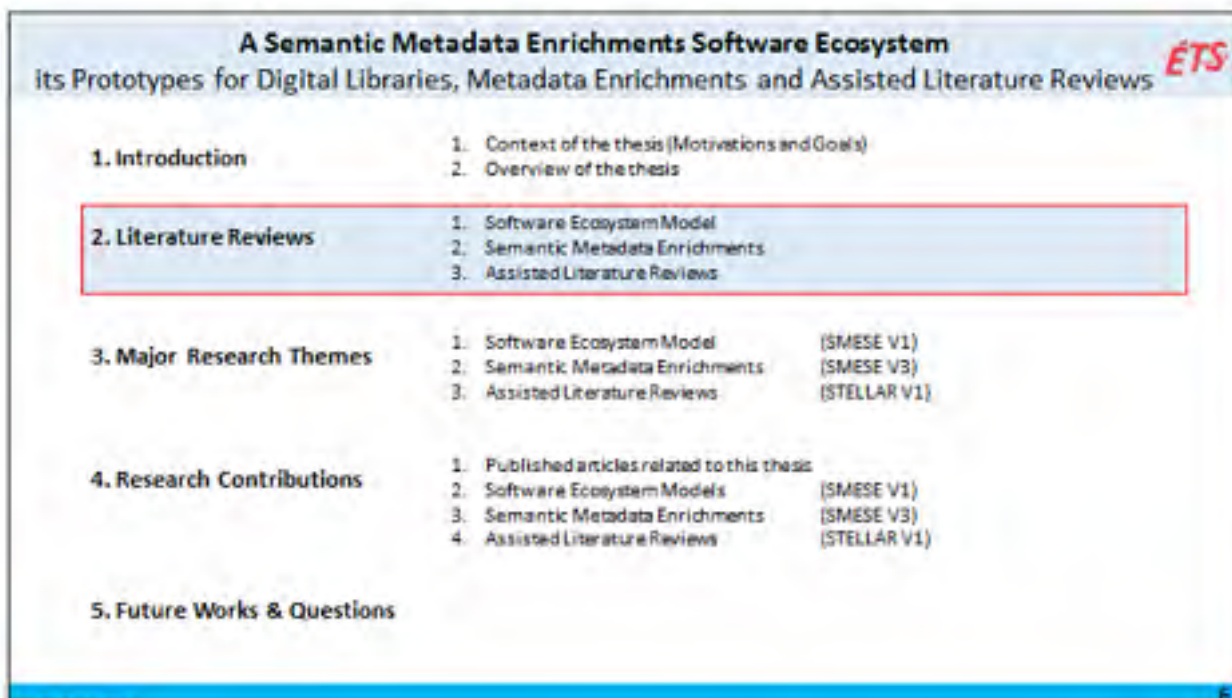 A Semantic Metadata Enrichments Software Ecosystem
its Prototypes for Digital Libraries, Metadata Enrichments and Assisted Literature Reviews
ÉTS
1. Introduction
1. Context of the thesis (Motivations and Goals)
2. Overview of the thesis
2. Literature Reviews
1. Software Ecosystem Model
2. Semantic Metadata Enrichments
3. Assisted Literature Reviews
3. Major Research Themes
1. Software Ecosystem Model (SMESE V1)
2. Semantic Metadata Enrichments (SMESE V3)
3. Assisted Literature Reviews (STELLAR V1)
4. Research Contributions
1. Published articles related to this thesis
2. Software Ecosystem Models (SMESE V1)
3. Semantic Metadata Enrichments (SMESE V3)
4. Assisted Literature Reviews (STELLAR V1)
5. Future Works & Questions